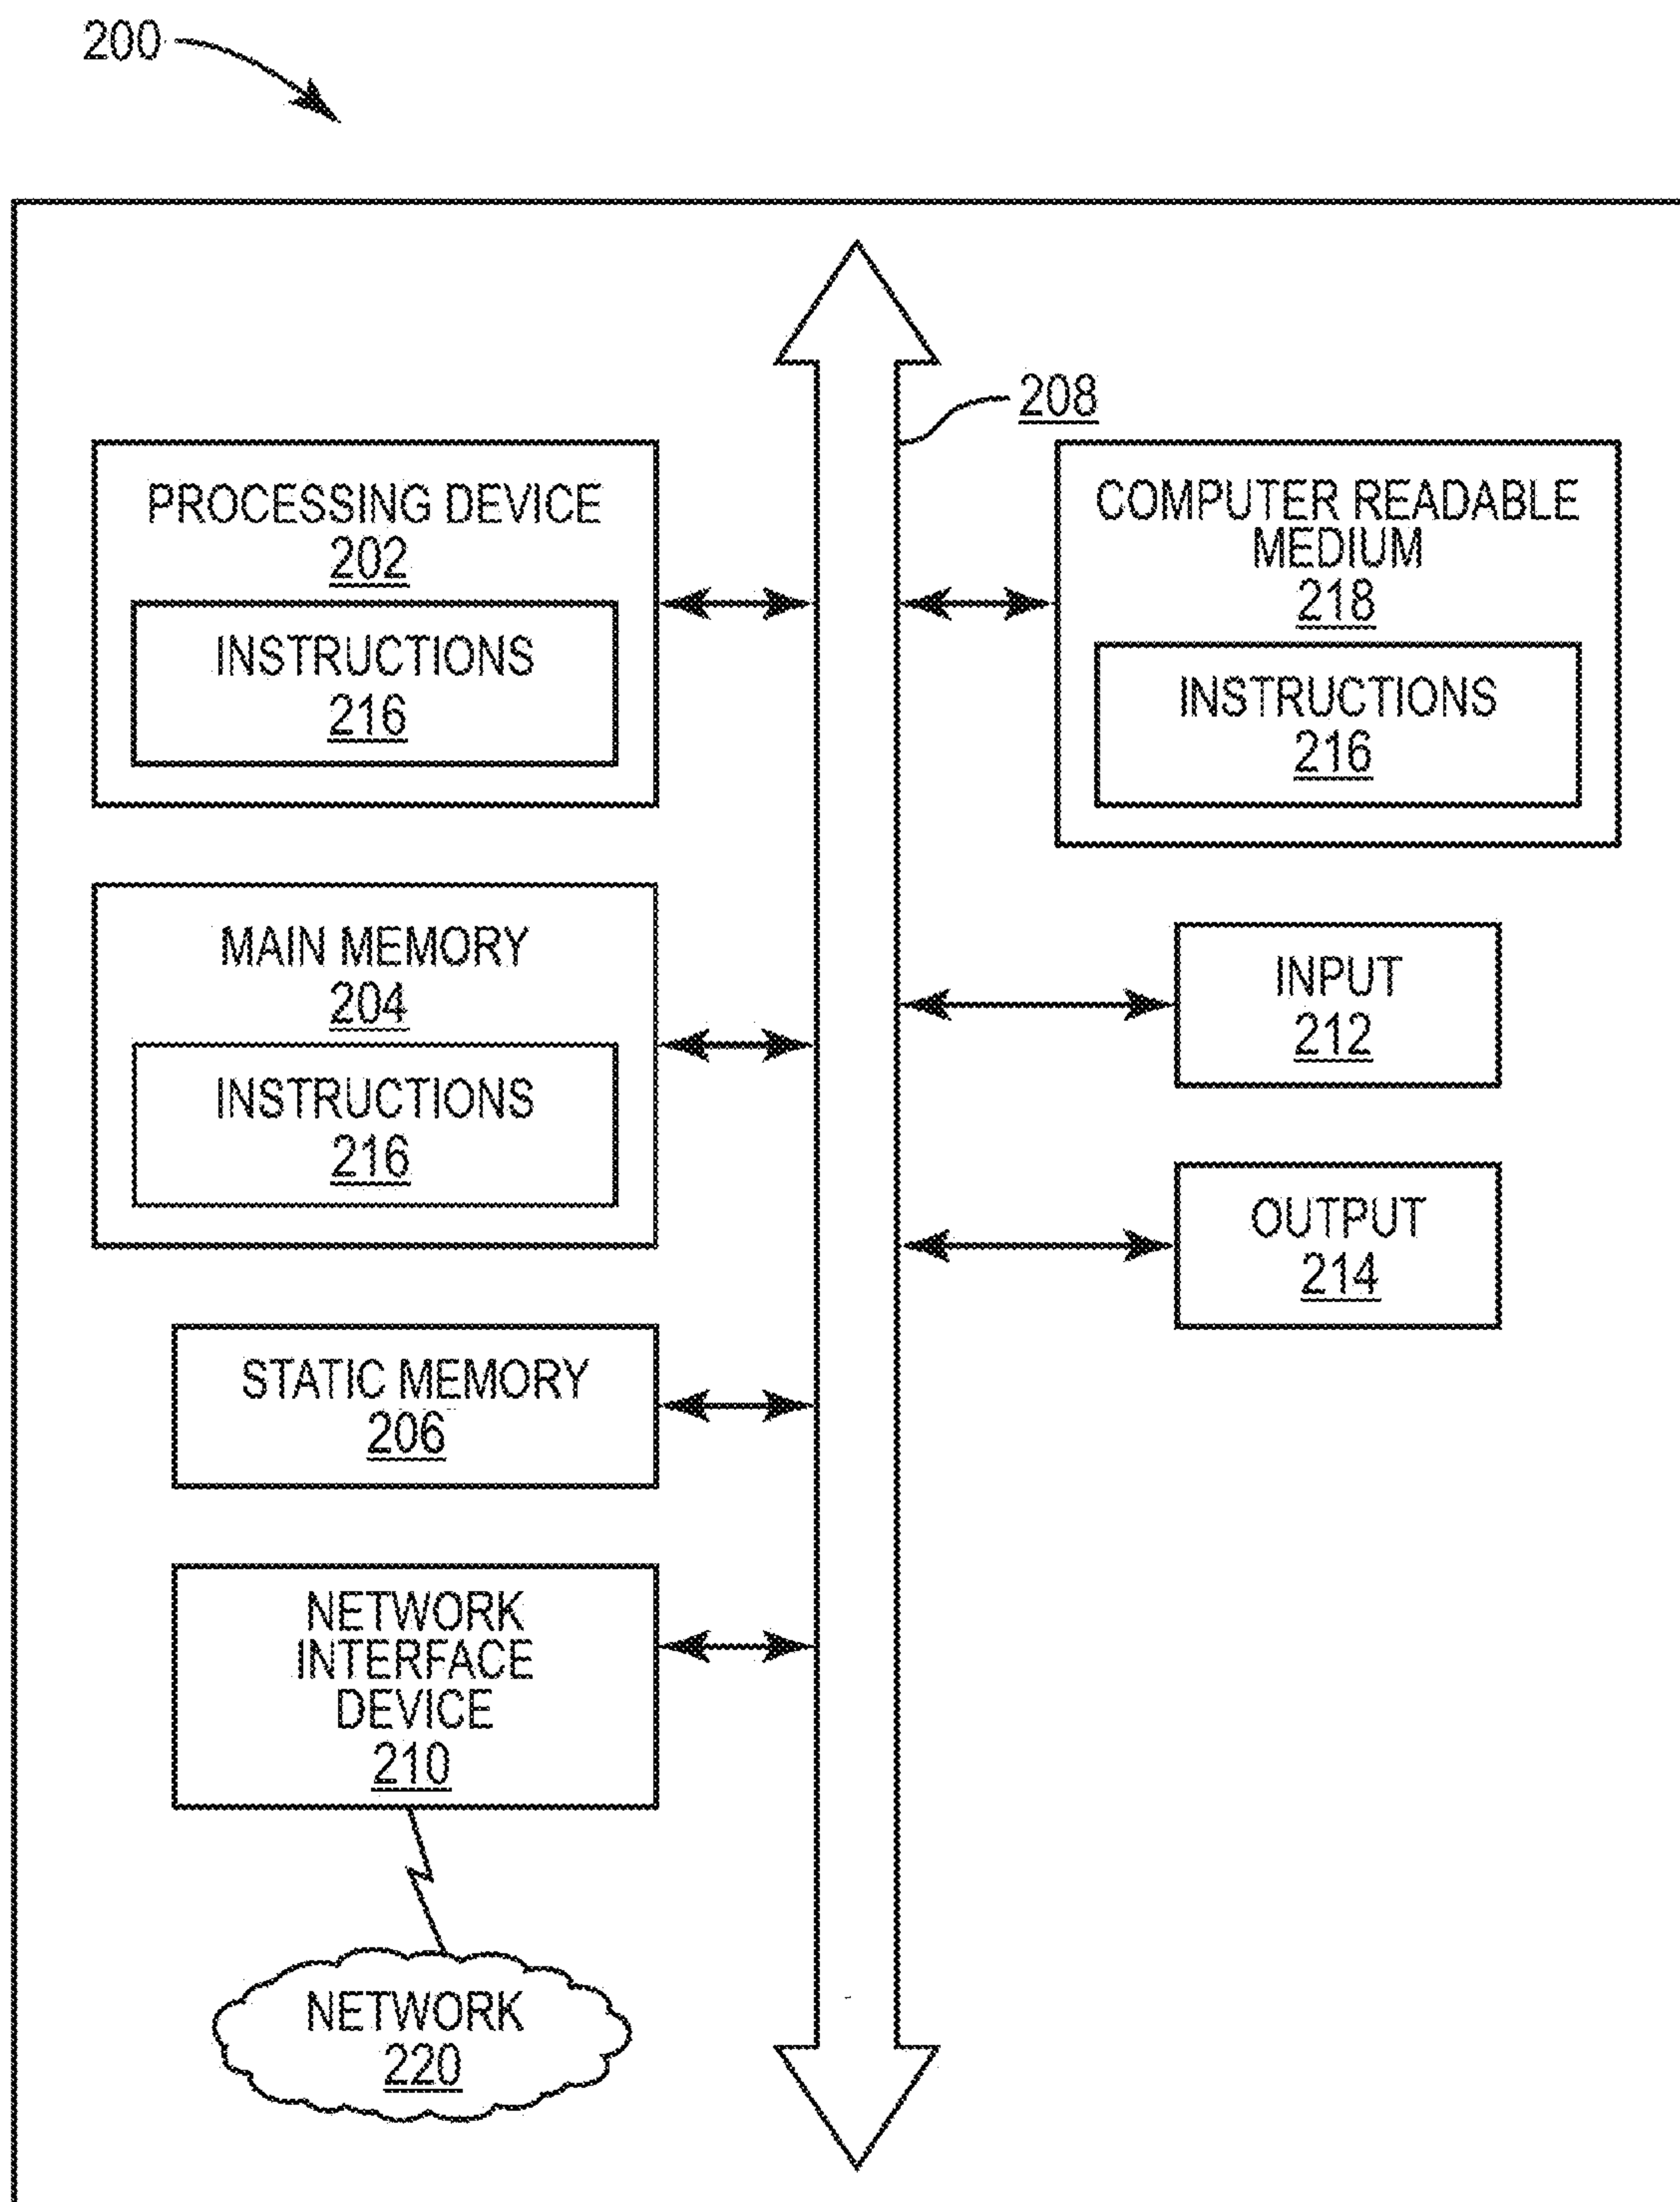 200
208
PROCESSING DEVICE
202
INSTRUCTIONS
216
COMPUTER READABLE
MEDIUM
218
INSTRUCTIONS
216
MAIN MEMORY
204
INSTRUCTIONS
216
INPUT
212
OUTPUT
214
STATIC MEMORY
206
NETWORK
INTERFACE
DEVICE
210
NETWORK
220